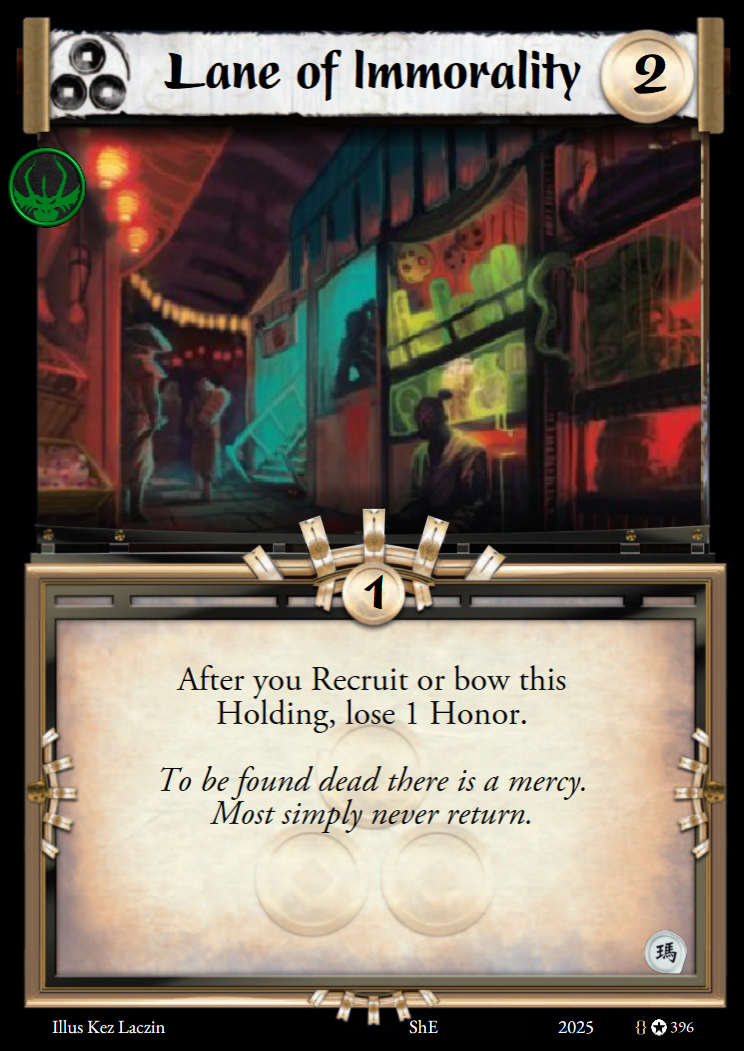 Lane of Immorality
2
1
After you Recruit or bow this
Holding, lose 1 Honor.
To be found dead there is a mercy.
Most simply never return.
瑪
Illus Kez Laczin ShE 2025 {} 396